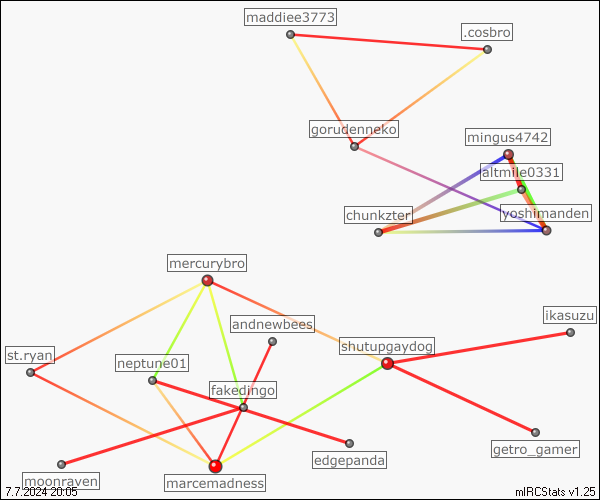 maddiee3773
.cosbro
gorudenneko
mingus4742
altmile0331
chunkzter
yoshimanden
mercurybro
andnewbees
ikasuzu
st.ryan
neptune01
shutupgaydog
fakedingo
moonraven
marcemadness
edgepanda
getro_gamer
7.7.2024 20:05
mIRCStats v1.25